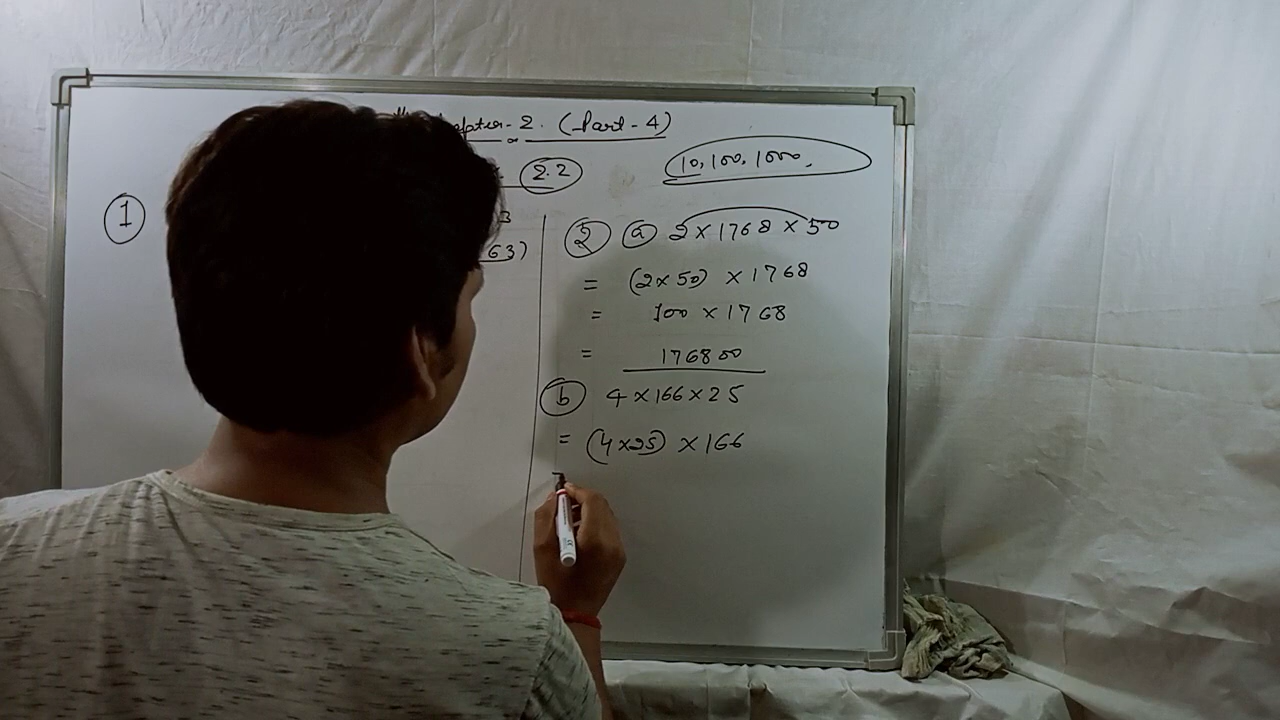 Chapter-2. (Part-4)
2.2
10, 100, 1000,
1
3
63)
2 a 2 × 1768 × 50
= (2 × 50) × 1768
= 100 × 1768
= 176800
b 4 × 166 × 25
= (4 × 25) × 166